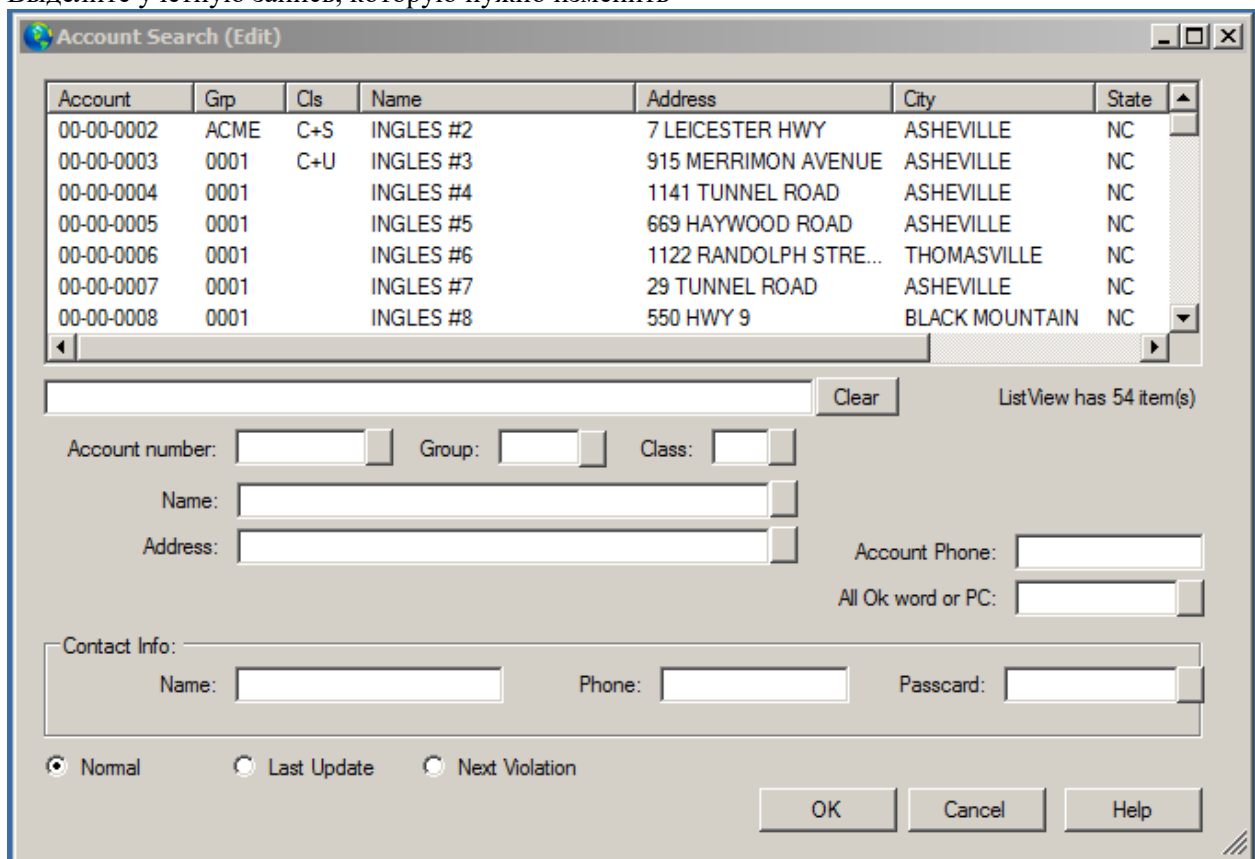 Выделите учетную запись, которую нужно изменить
Account Search (Edit)
Account Grp Cls Name Address City State
00-00-0002 ACME C+S INGLES #2 7 LEICESTER HWY ASHEVILLE NC
00-00-0003 0001 C+U INGLES #3 915 MERRIMON AVENUE ASHEVILLE NC
00-00-0004 0001 INGLES #4 1141 TUNNEL ROAD ASHEVILLE NC
00-00-0005 0001 INGLES #5 669 HAYWOOD ROAD ASHEVILLE NC
00-00-0006 0001 INGLES #6 1122 RANDOLPH STRE... THOMASVILLE NC
00-00-0007 0001 INGLES #7 29 TUNNEL ROAD ASHEVILLE NC
00-00-0008 0001 INGLES #8 550 HWY 9 BLACK MOUNTAIN NC
Clear ListView has 54 item(s)
Account number: Group: Class:
Name:
Address:
Account Phone:
All Ok word or PC:
Contact Info:
Name: Phone: Passcard:
Normal Last Update Next Violation
OK Cancel Help